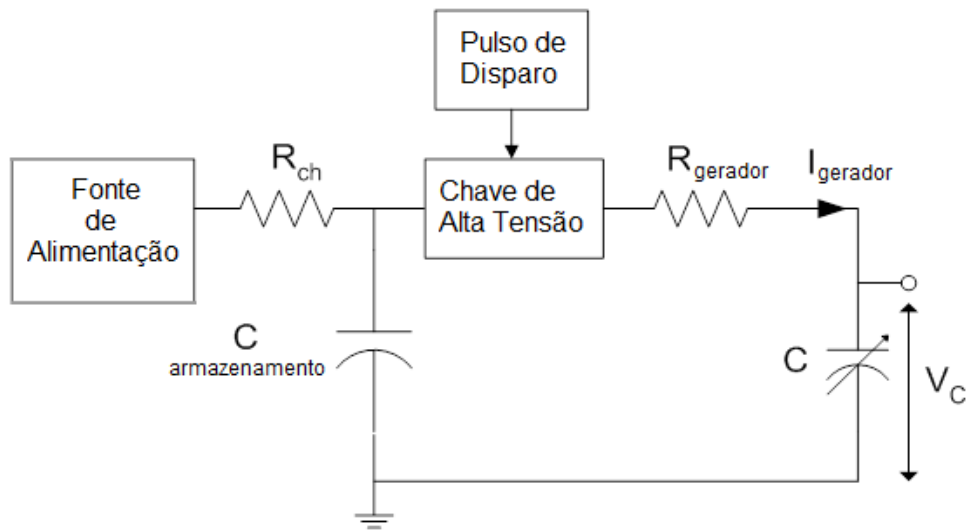 Pulso de
Disparo
Fonte
de
Alimentação
R_ch
Chave de
Alta Tensão
R_gerador
I_gerador
C
armazenamento
C
V_C